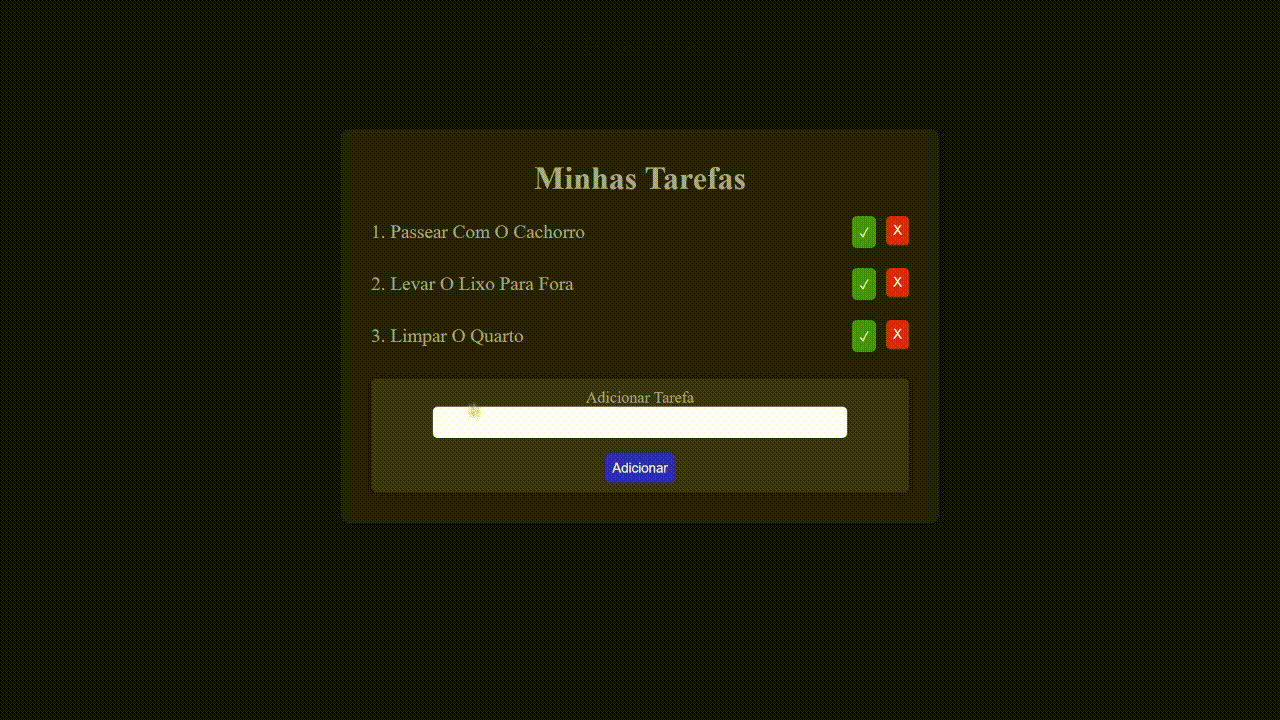 Minhas Tarefas
1. Passear Com O Cachorro ✓ X
2. Levar O Lixo Para Fora ✓ X
3. Limpar O Quarto ✓ X
Adicionar Tarefa
Adicionar